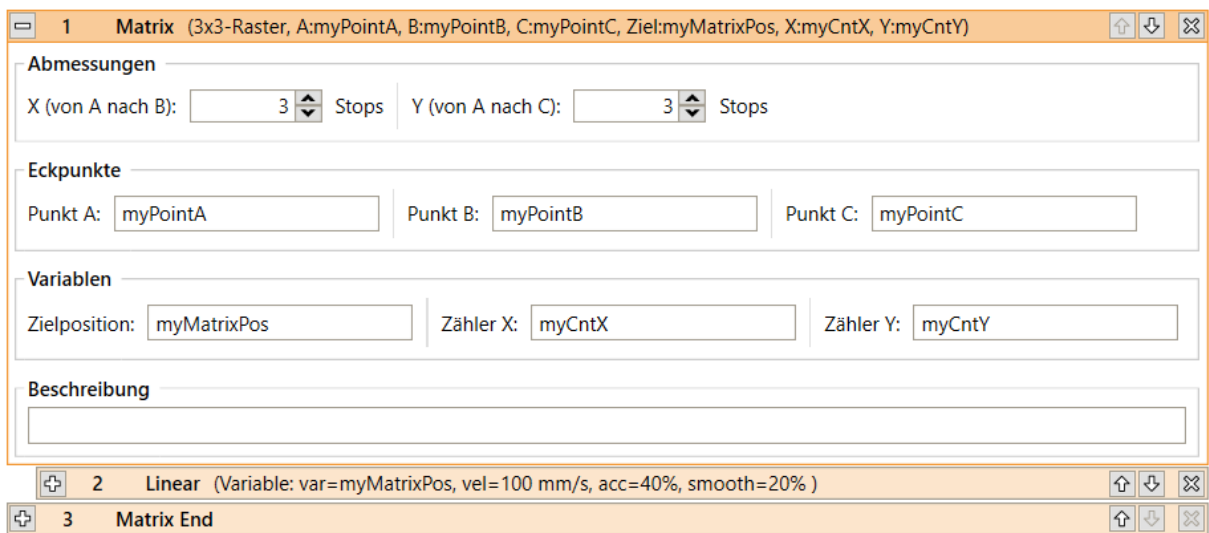 1 Matrix (3x3-Raster, A:myPointA, B:myPointB, C:myPointC, Ziel:myMatrixPos, X:myCntX, Y:myCntY)
Abmessungen
X (von A nach B): 3 Stops Y (von A nach C): 3 Stops
Eckpunkte
Punkt A: myPointA Punkt B: myPointB Punkt C: myPointC
Variablen
Zielposition: myMatrixPos Zähler X: myCntX Zähler Y: myCntY
Beschreibung
2 Linear (Variable: var=myMatrixPos, vel=100 mm/s, acc=40%, smooth=20% )
3 Matrix End